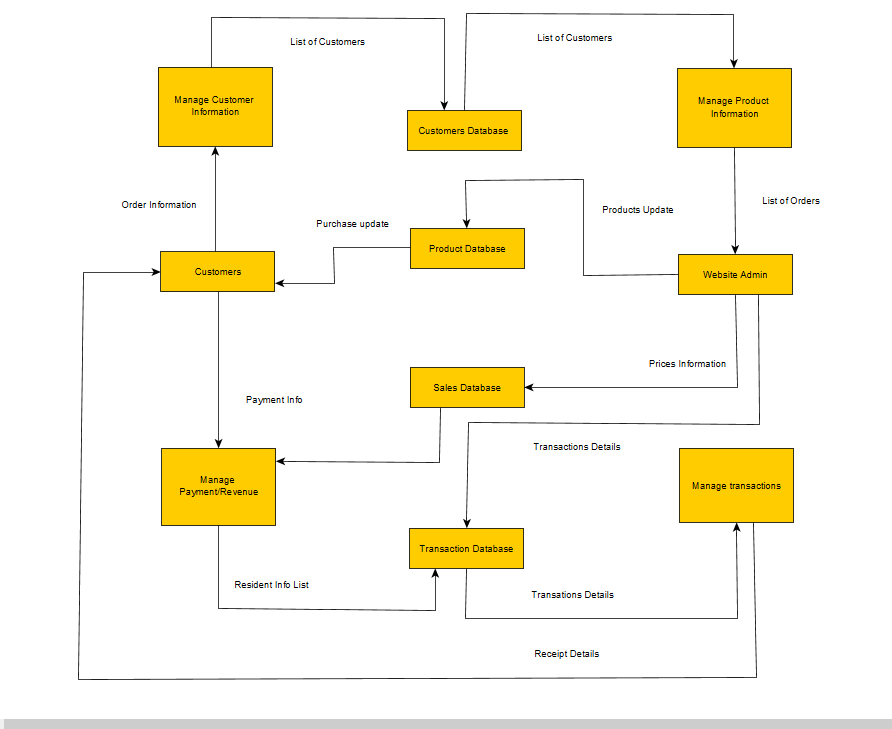 List of Customers
List of Customers
Manage Customer
Information
Manage Product
Information
Customers Database
Order Information
List of Orders
Purchase update
Products Update
Product Database
Customers
Website Admin
Prices Information
Sales Database
Payment Info
Transactions Details
Manage
Payment/Revenue
Manage transactions
Transaction Database
Resident Info List
Transations Details
Receipt Details